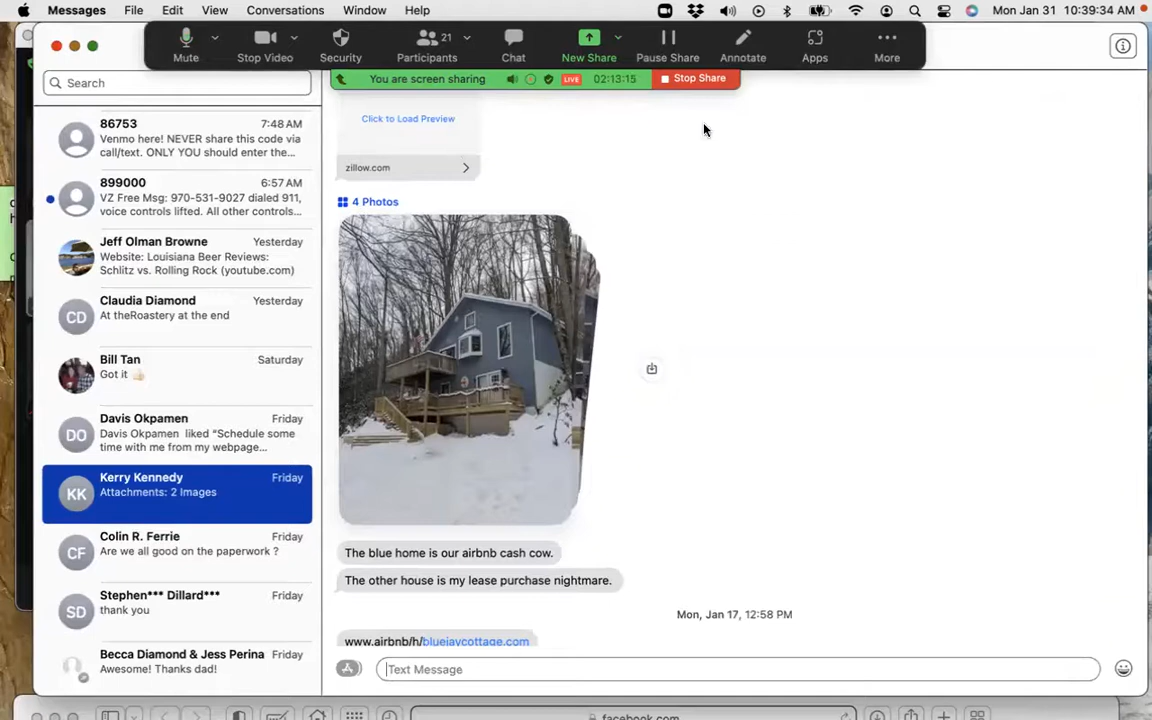 Messages File Edit View Conversations Window Help Mon Jan 31 10:39:34 AM
Mute Stop Video Security Participants 21 Chat New Share Pause Share Annotate Apps More
You are screen sharing LIVE 02:13:15 Stop Share
Search
86753 7:48 AM
Venmo here! NEVER share this code via
call/text. ONLY YOU should enter the...
899000 6:57 AM
VZ Free Msg: 970-531-9027 dialed 911,
voice controls lifted. All other controls...
Jeff Olman Browne Yesterday
Website: Louisiana Beer Reviews:
Schlitz vs. Rolling Rock (youtube.com)
Claudia Diamond Yesterday
CD
At theRoastery at the end
Bill Tan Saturday
Got it 👍🏻
Davis Okpamen Friday
DO
Davis Okpamen liked “Schedule some
time with me from my webpage...
Kerry Kennedy Friday
KK
Attachments: 2 Images
Colin R. Ferrie Friday
CF
Are we all good on the paperwork ?
Stephen*** Dillard*** Friday
SD
thank you
Becca Diamond & Jess Perina Friday
Awesome! Thanks dad!
Click to Load Preview
zillow.com
4 Photos
The blue home is our airbnb cash cow.
The other house is my lease purchase nightmare.
Mon, Jan 17, 12:58 PM
www.airbnb/h/bluejaycottage.com
Text Message
facebook.com